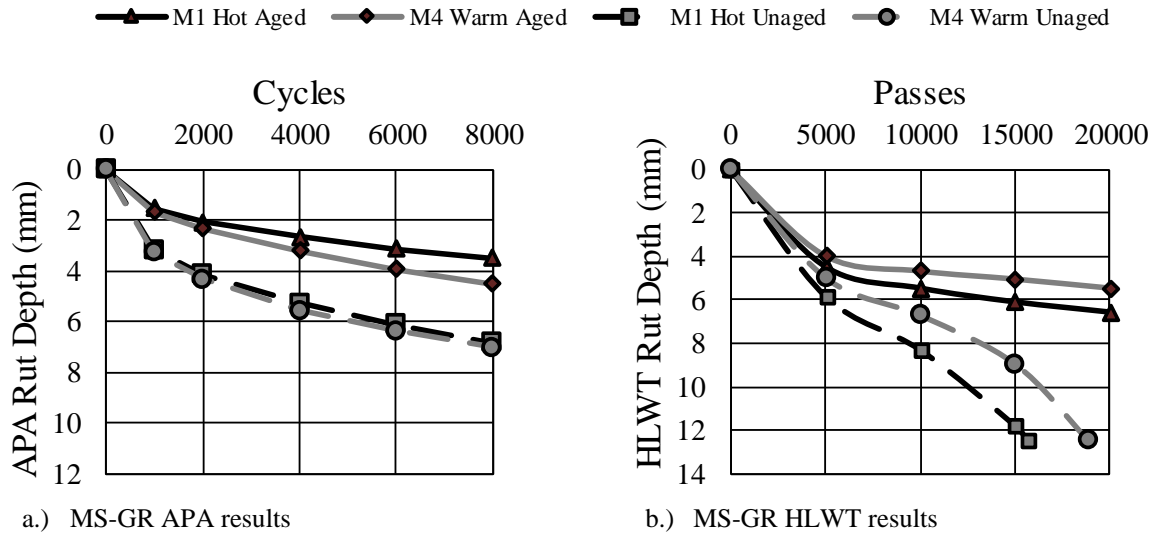 M1 Hot Aged M4 Warm Aged M1 Hot Unaged M4 Warm Unaged
Cycles
0 2000 4000 6000 8000
APA Rut Depth (mm)
0
2
4
6
8
10
12
a.) MS-GR APA results
Passes
0 5000 10000 15000 20000
HLWT Rut Depth (mm)
0
2
4
6
8
10
12
14
b.) MS-GR HLWT results